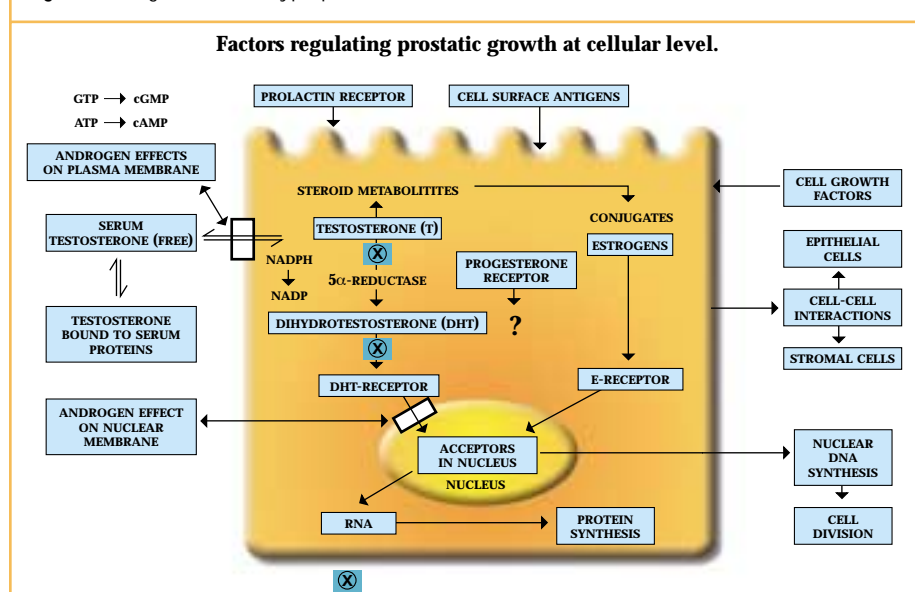 Factors regulating prostatic growth at cellular level.
GTP → cGMP
ATP → cAMP
PROLACTIN RECEPTOR
CELL SURFACE ANTIGENS
ANDROGEN EFFECTS
ON PLASMA MEMBRANE
STEROID METABOLITITES
CELL GROWTH
FACTORS
SERUM
TESTOSTERONE (FREE)
TESTOSTERONE (T)
CONJUGATES
ESTROGENS
EPITHELIAL
CELLS
X
NADPH
NADP
5α-REDUCTASE
PROGESTERONE
RECEPTOR
?
CELL-CELL
INTERACTIONS
TESTOSTERONE
BOUND TO SERUM
PROTEINS
DIHYDROTESTOSTERONE (DHT)
X
STROMAL CELLS
DHT-RECEPTOR
E-RECEPTOR
ANDROGEN EFFECT
ON NUCLEAR
MEMBRANE
ACCEPTORS
IN NUCLEUS
NUCLEUS
NUCLEAR
DNA
SYNTHESIS
RNA
PROTEIN
SYNTHESIS
CELL
DIVISION
X